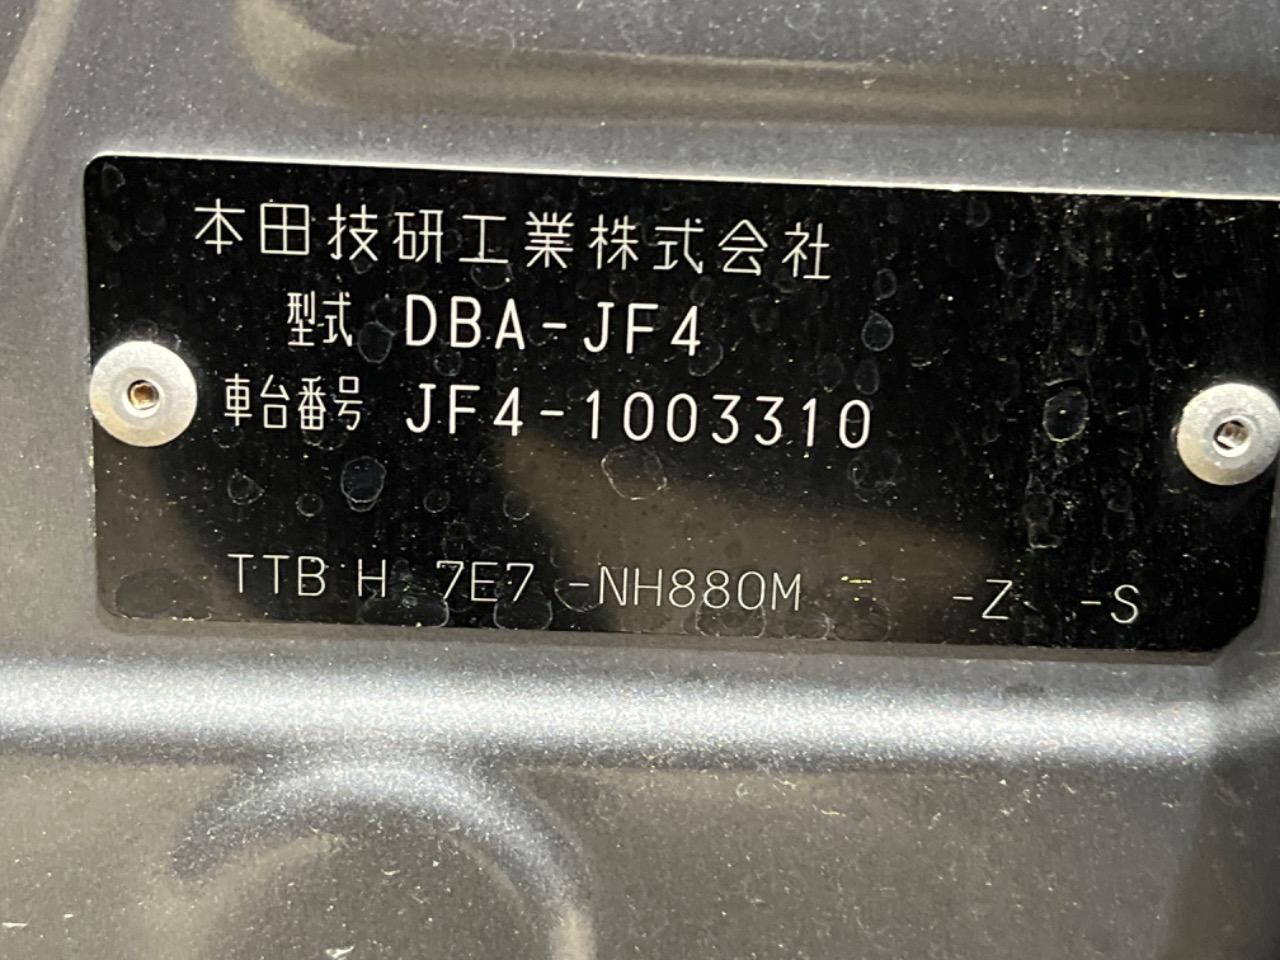 本田技研工業株式会社
型式 DBA-JF4
車台番号 JF4-1003310
TTB H 7E7 -NH880M - -Z -S